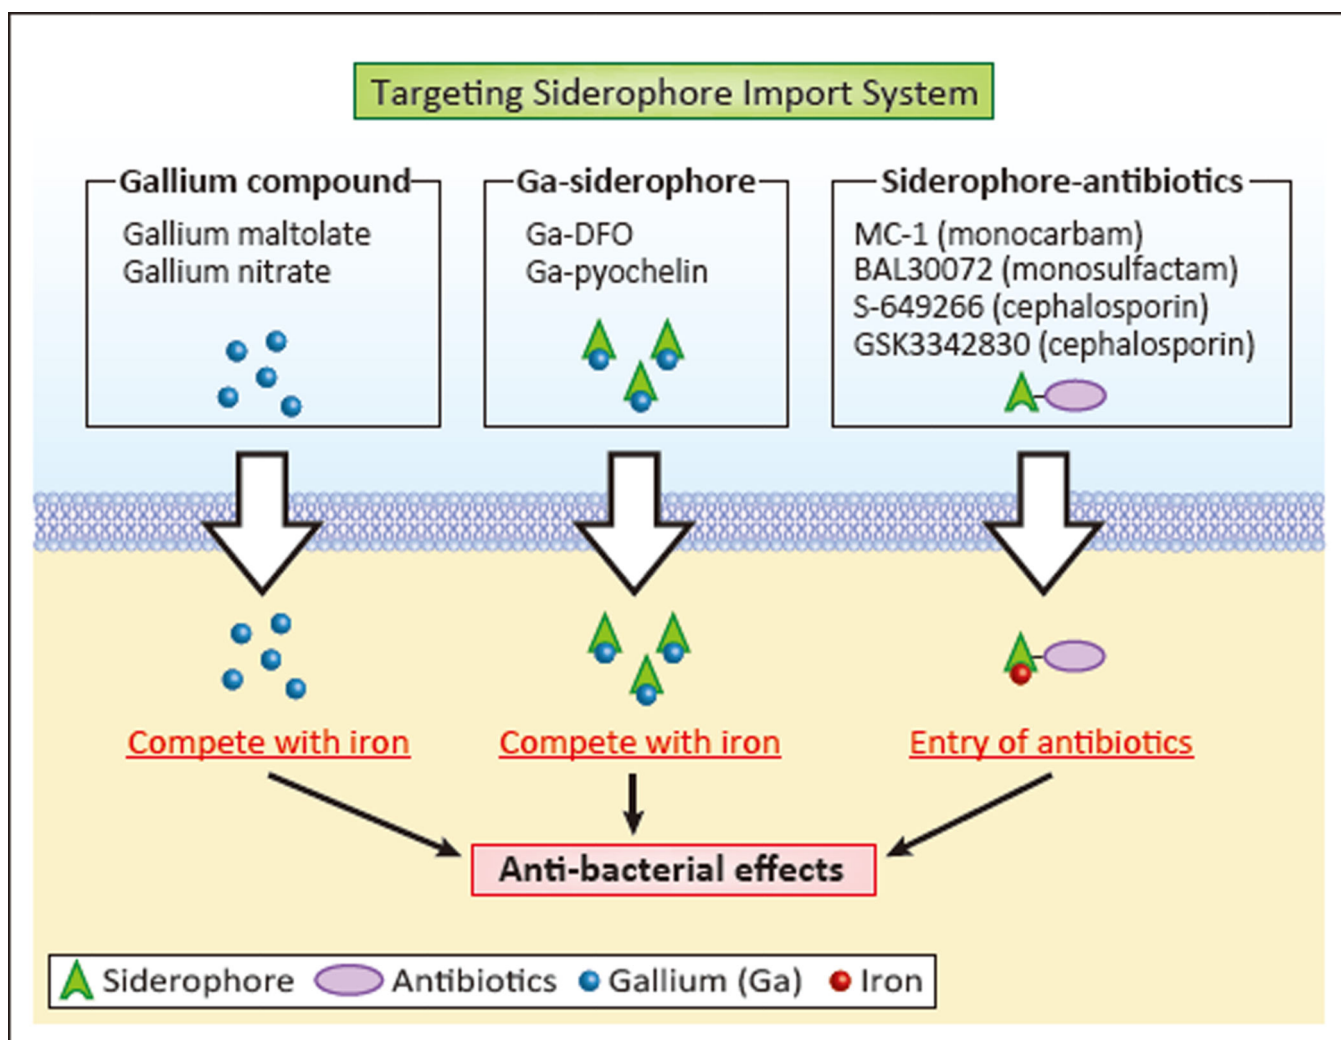 Targeting Siderophore Import System
Gallium compound
Gallium maltolate
Gallium nitrate
Ga-siderophore
Ga-DFO
Ga-pyochelin
Siderophore-antibiotics
MC-1 (monocarbam)
BAL30072 (monosulfactam)
S-649266 (cephalosporin)
GSK3342830 (cephalosporin)
Compete with iron
Compete with iron
Entry of antibiotics
Anti-bacterial effects
Siderophore Antibiotics Gallium (Ga) Iron